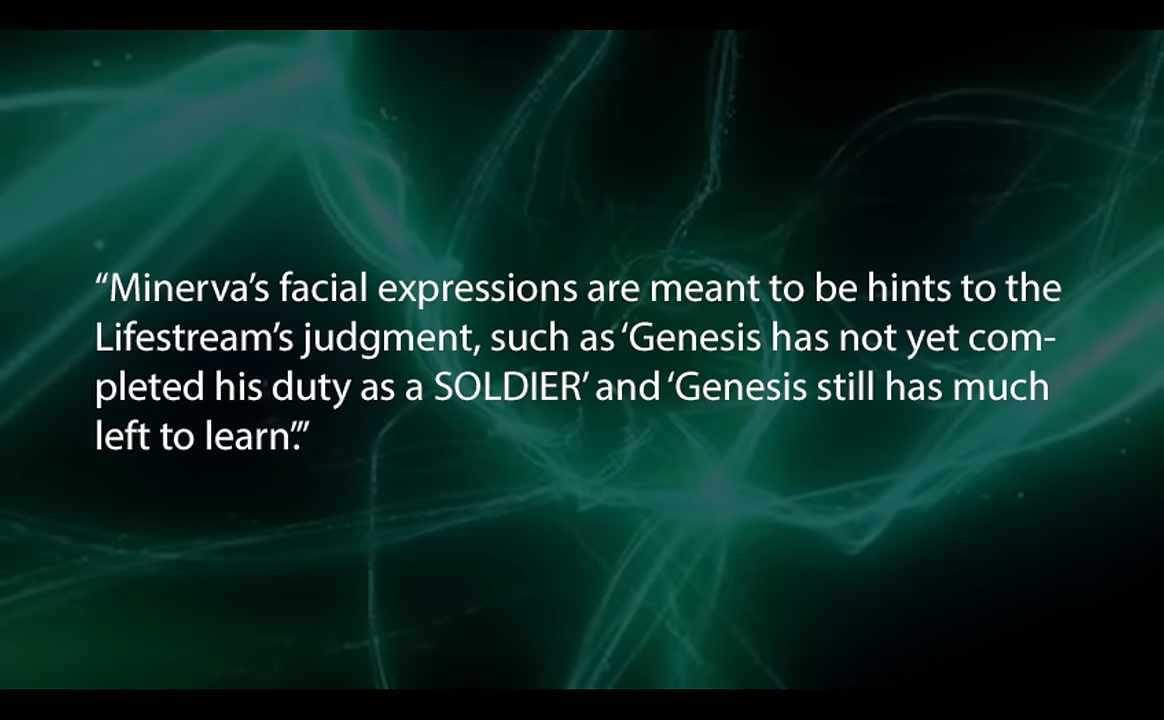 “Minerva’s facial expressions are meant to be hints to the
Lifestream’s judgment, such as ‘Genesis has not yet com-
pleted his duty as a SOLDIER’ and ‘Genesis still has much
left to learn.’”